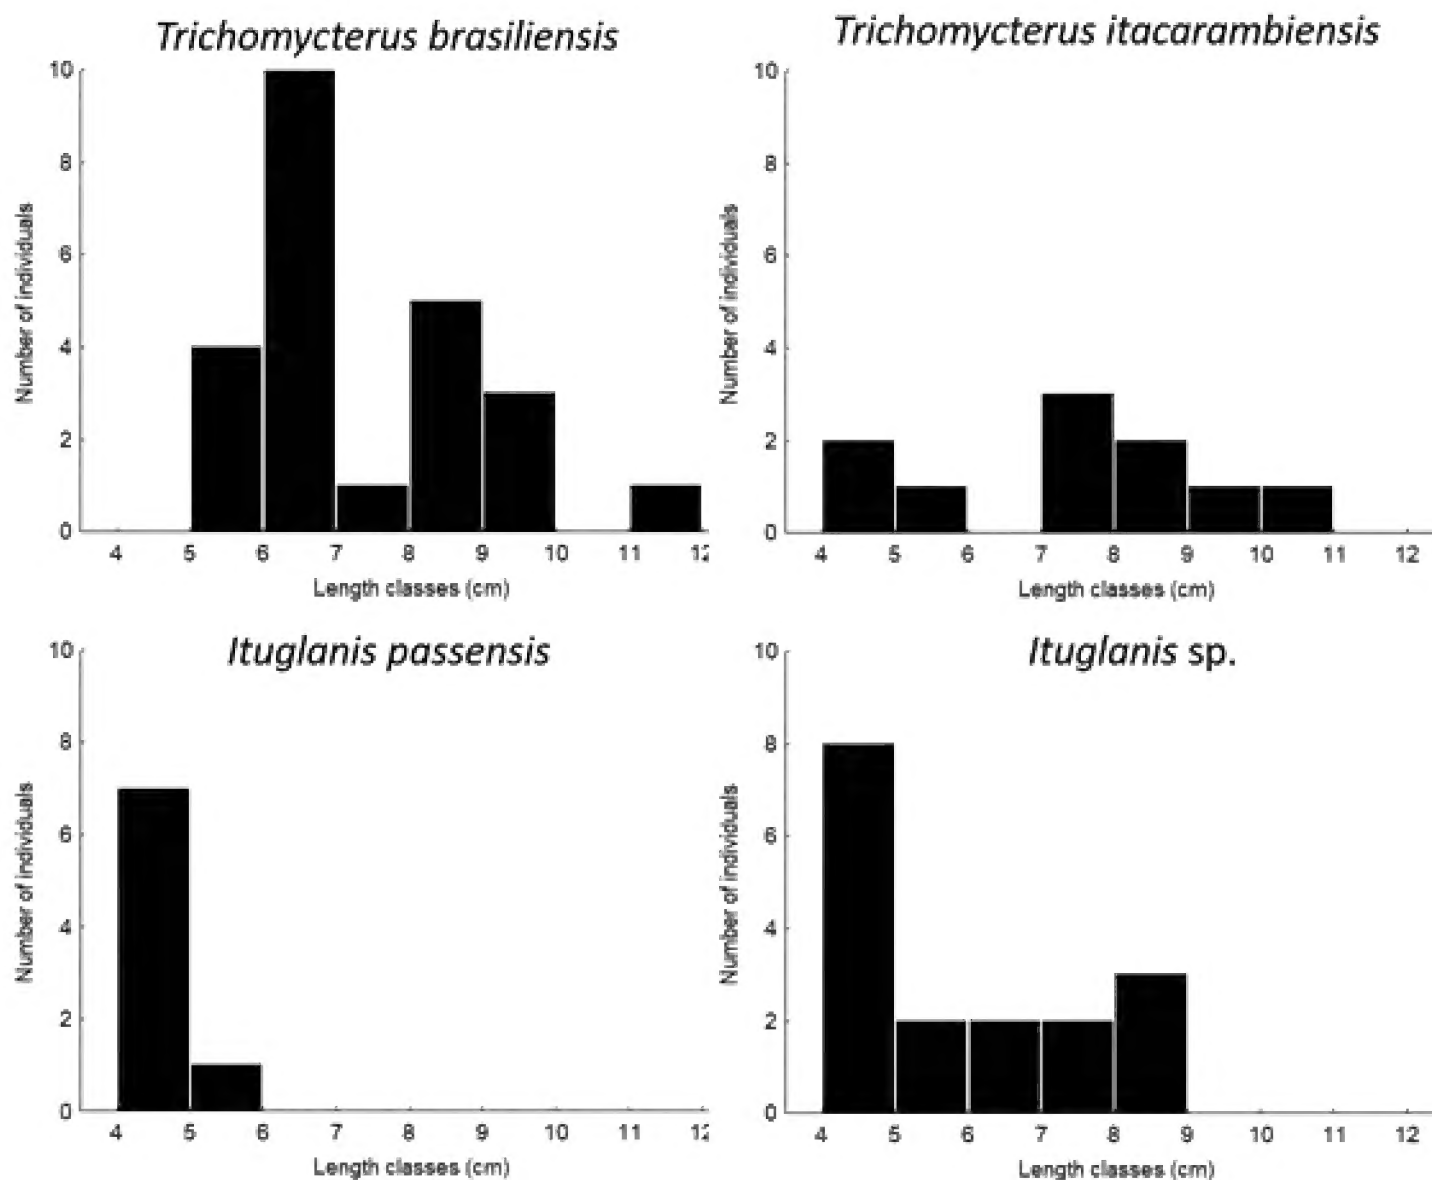 Trichomycterus brasiliensis
10
8
6
4
2
0
Number of individuals
4 5 6 7 8 9 10 11 12
Length classes (cm)
Trichomycterus itacarambiensis
10
8
6
4
2
0
Number of individuals
4 5 6 7 8 9 10 11 12
Length classes (cm)
Ituglanis passensis
10
8
6
4
2
0
Number of individuals
4 5 6 7 8 9 10 11 12
Length classes (cm)
Ituglanis sp.
10
8
6
4
2
0
Number of individuals
4 5 6 7 8 9 10 11 12
Length classes (cm)